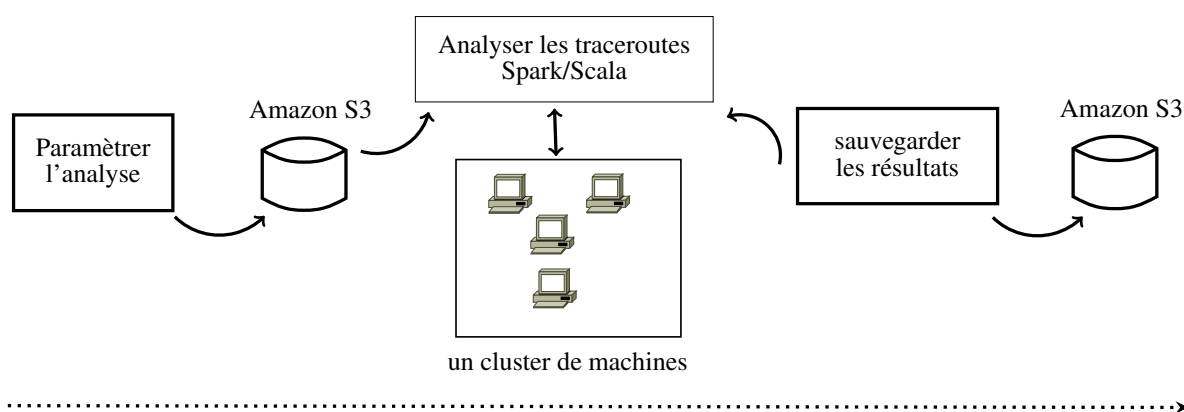 Analyser les traceroutes
Spark/Scala
Amazon S3
Paramètrer
l’analyse
sauvegarder
les résultats
Amazon S3
un cluster de machines